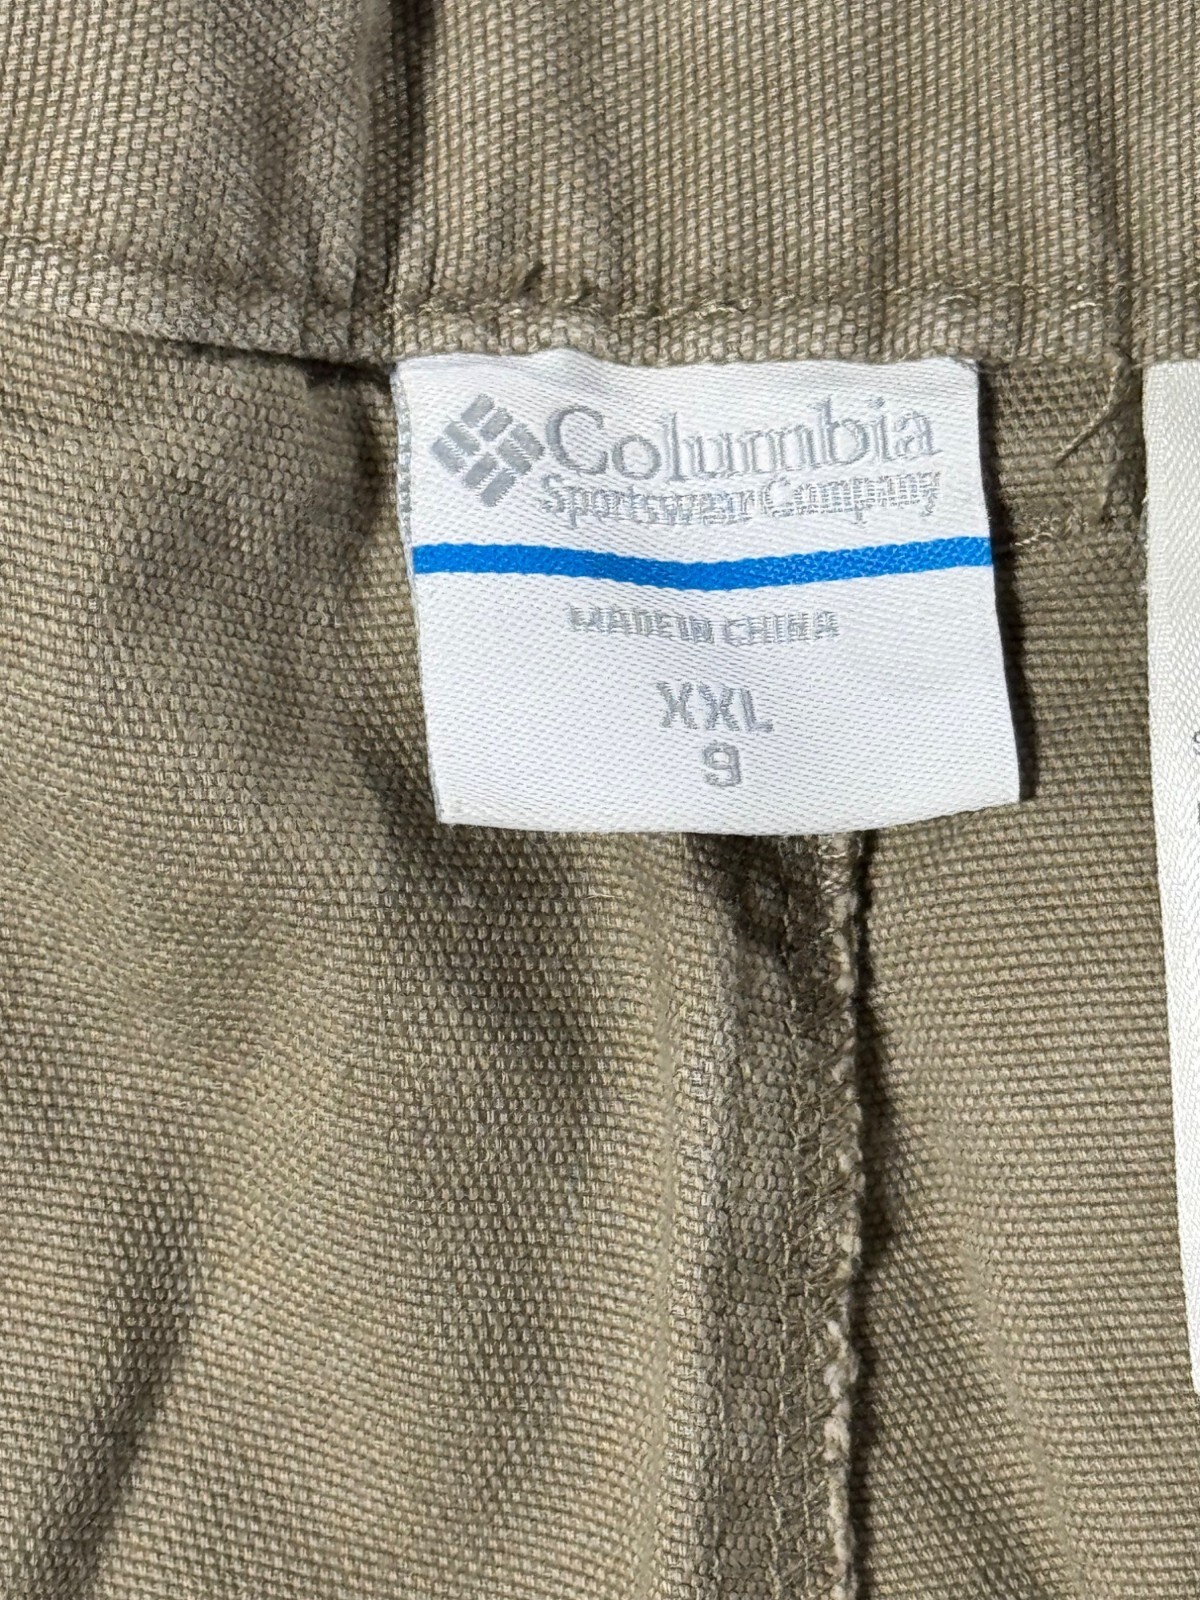 Columbia
Sportswear Company
MADE IN CHINA
XXL
9